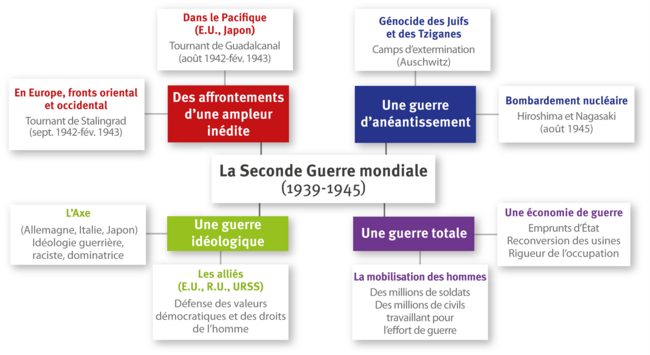 Dans le Pacifique
(E.U., Japon)
Tournant de Guadalcanal
(août 1942-fév. 1943)
En Europe, fronts oriental
et occidental
Tournant de Stalingrad
(sept. 1942-fév. 1943)
Des affrontements
d'une ampleur
inédite
Génocide des Juifs
et des Tziganes
Camps d'extermination
(Auschwitz)
Une guerre
d'anéantissement
Bombardement nucléaire
Hiroshima et Nagasaki
(août 1945)
La Seconde Guerre mondiale
(1939-1945)
L'Axe
(Allemagne, Italie, Japon)
Idéologie guerrière,
raciste, dominatrice
Une guerre
idéologique
Les alliés
(E.U., R.U., URSS)
Défense des valeurs
démocratiques et des droits
de l'homme
Une guerre totale
Une économie de guerre
Emprunts d'État
Reconversion des usines
Rigueur de l'occupation
La mobilisation des hommes
Des millions de soldats
Des millions de civils
travaillant pour
l'effort de guerre